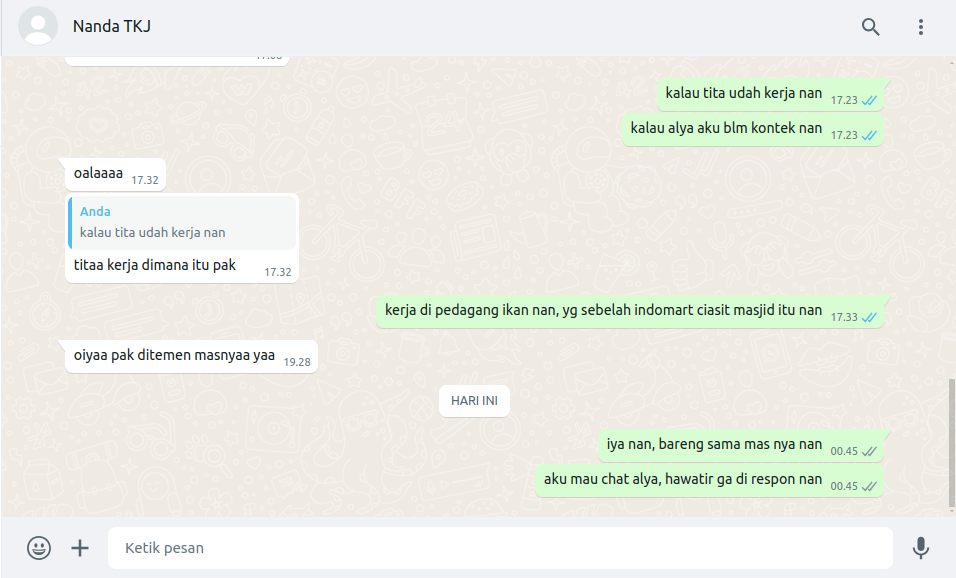 Nanda TKJ
kalau tita udah kerja nan 17.23
kalau alya aku blm kontek nan 17.23
oalaaaa 17.32
Anda
kalau tita udah kerja nan
titaa kerja dimana itu pak 17.32
kerja di pedagang ikan nan, yg sebelah indomart ciasit masjid itu nan 17.33
oiyaa pak ditemen masnyaa yaa 19.28
HARI INI
iya nan, bareng sama mas nya nan 00.45
aku mau chat alya, hawatir ga di respon nan 00.45
Ketik pesan